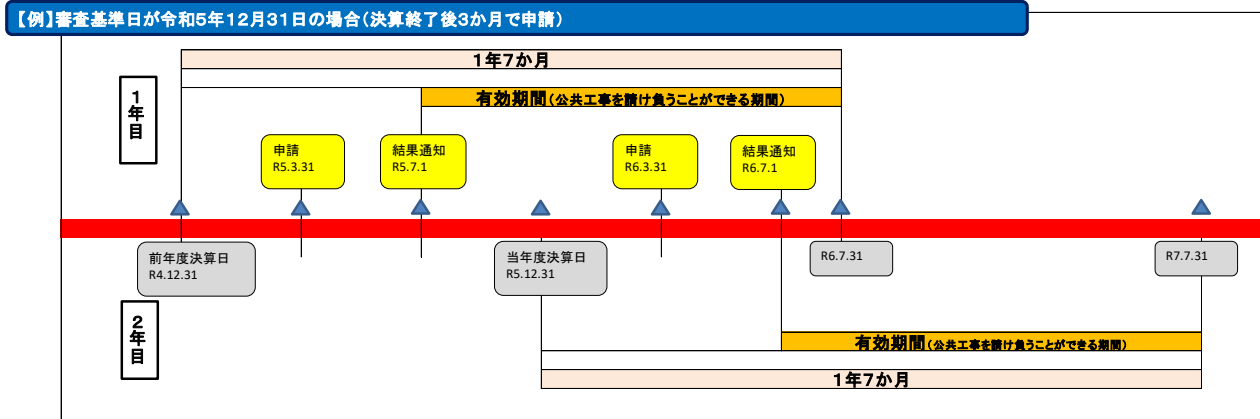 【例】審査基準日が令和5年12月31日の場合（決算終了後3か月で申請）
1年7か月
1年目
有効期間（公共工事を請け負うことができる期間）
申請
R5.3.31
結果通知
R5.7.1
申請
R6.3.31
結果通知
R6.7.1
前年度決算日
R4.12.31
当年度決算日
R5.12.31
R6.7.31
R7.7.31
2年目
有効期間（公共工事を請け負うことができる期間）
1年7か月